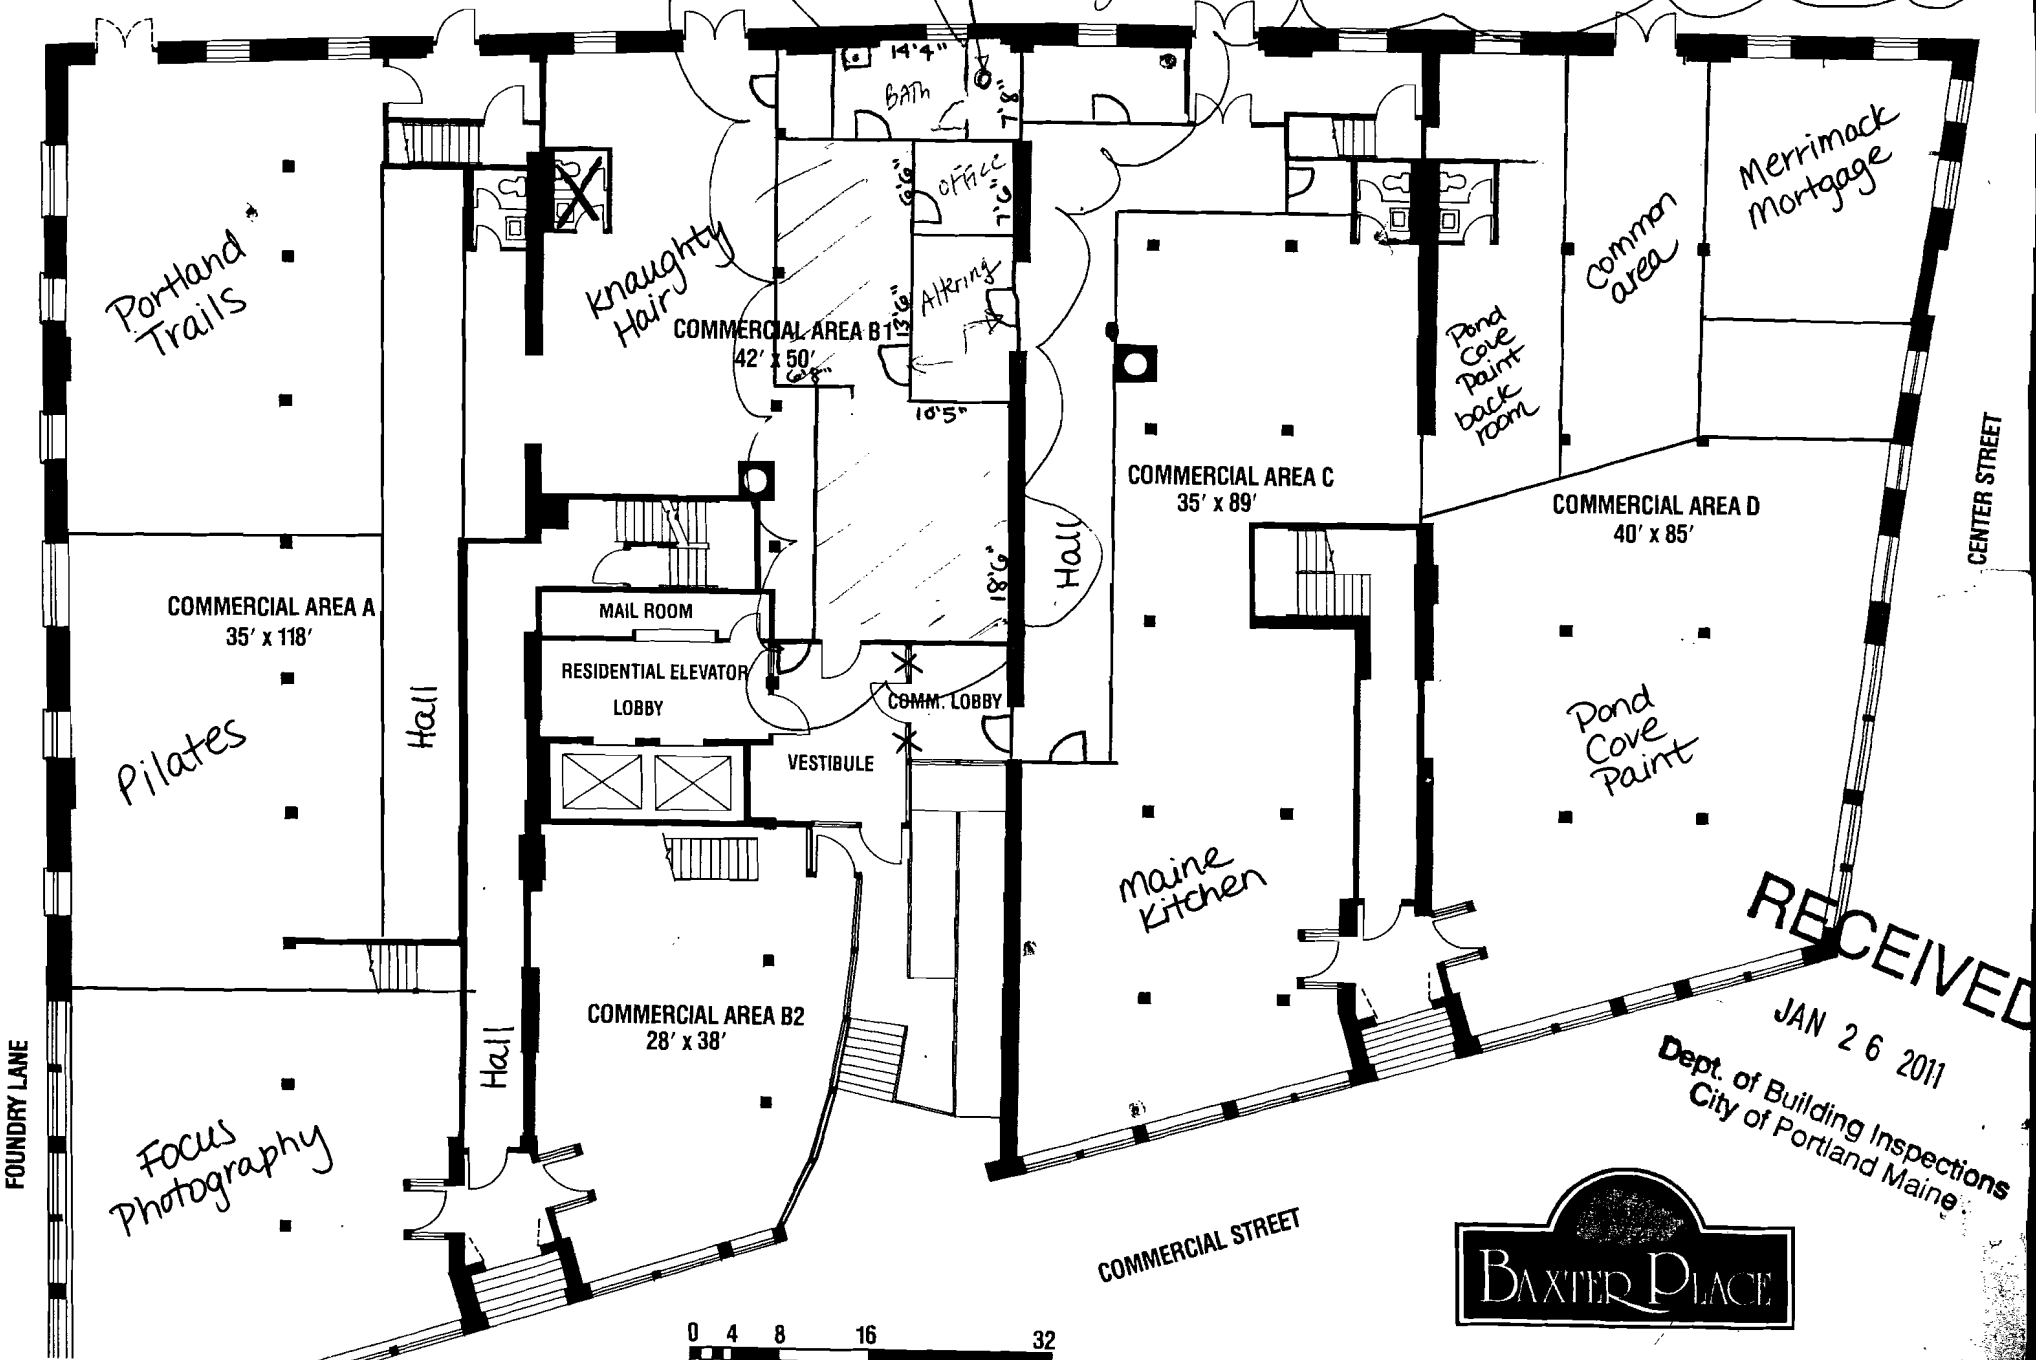 14'4"
BATH
7'8"
OFFICE
6'6"
7'6"
Altering
13'6"
10'5"
6'8"
18'6"
Portland
Trails
Knaughty
Hair
COMMERCIAL AREA B1
42' x 50'
Merrimack
Mortgage
Common
area
Pond
Cove
Paint
back
room
COMMERCIAL AREA C
35' x 89'
COMMERCIAL AREA D
40' x 85'
CENTER STREET
Hall
COMMERCIAL AREA A
35' x 118'
MAIL ROOM
RESIDENTIAL ELEVATOR
LOBBY
COMM. LOBBY
VESTIBULE
Hall
Pilates
Pond
Cove
Paint
Maine
Kitchen
COMMERCIAL AREA B2
28' x 38'
Hall
FOUNDRY LANE
Focus
Photography
COMMERCIAL STREET
RECEIVED
JAN 26 2011
Dept. of Building Inspections
City of Portland Maine
BAXTER PLACE
0 4 8 16 32